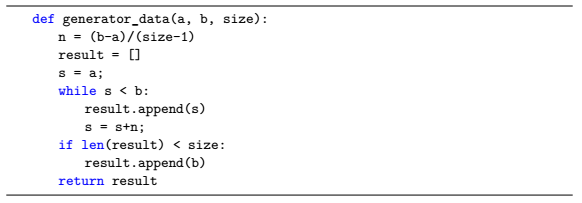 def generator_data(a, b, size):
    n = (b-a)/(size-1)
    result = []
    s = a;
    while s < b:
        result.append(s)
        s = s+n;
    if len(result) < size:
        result.append(b)
    return result